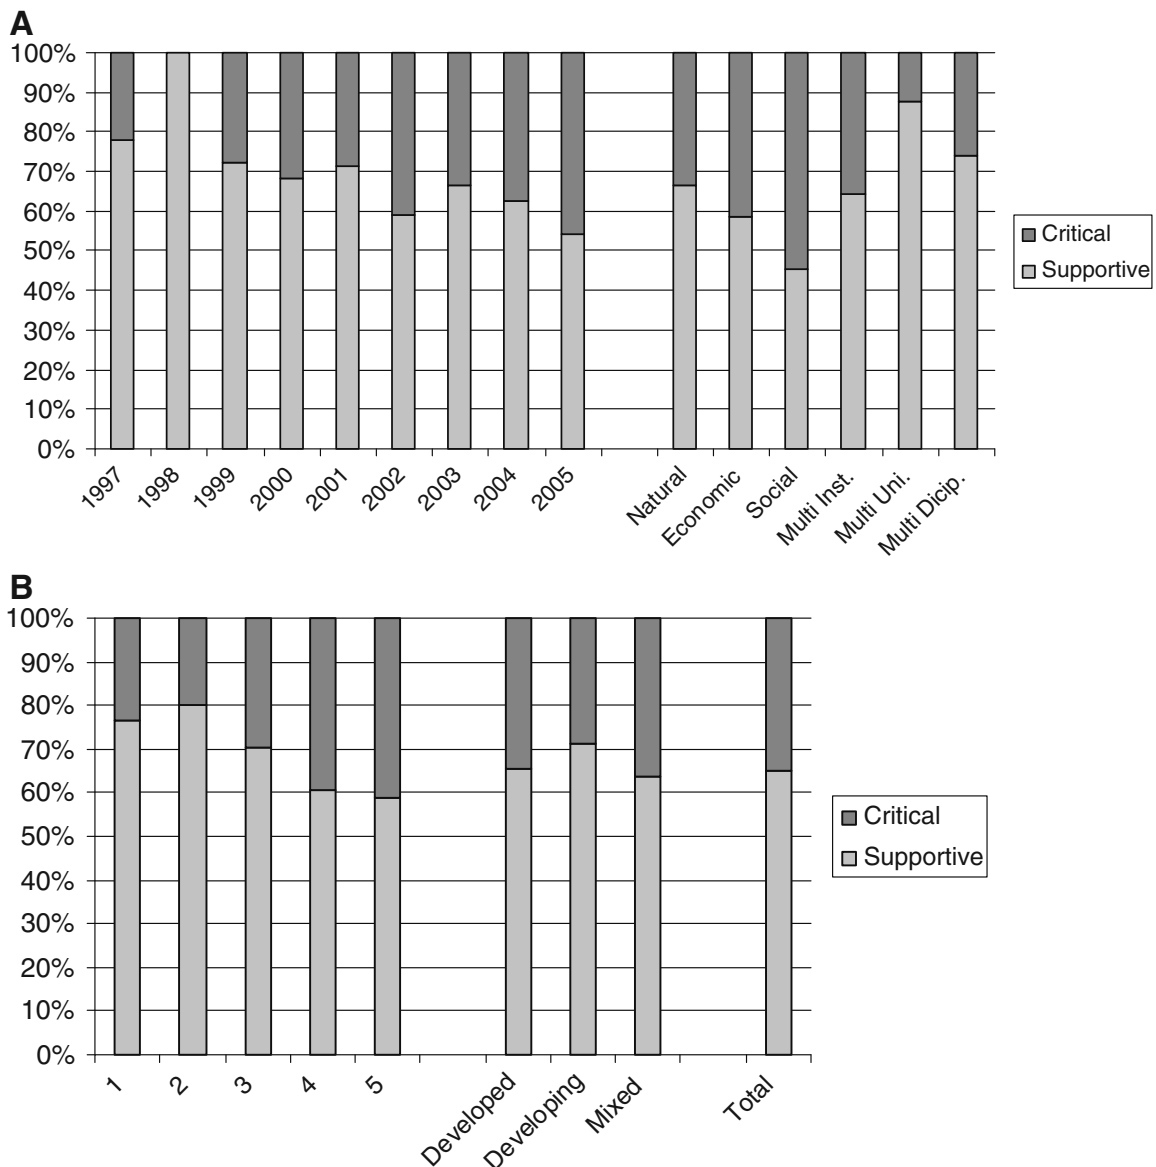 A
100%
90%
80%
70%
60%
50%
40%
30%
20%
10%
0%
1997
1998
1999
2000
2001
2002
2003
2004
2005
Natural
Economic
Social
Multi Inst.
Multi Uni.
Multi Dicip.
Critical
Supportive
B
100%
90%
80%
70%
60%
50%
40%
30%
20%
10%
0%
1
2
3
4
5
Developed
Developing
Mixed
Total
Critical
Supportive